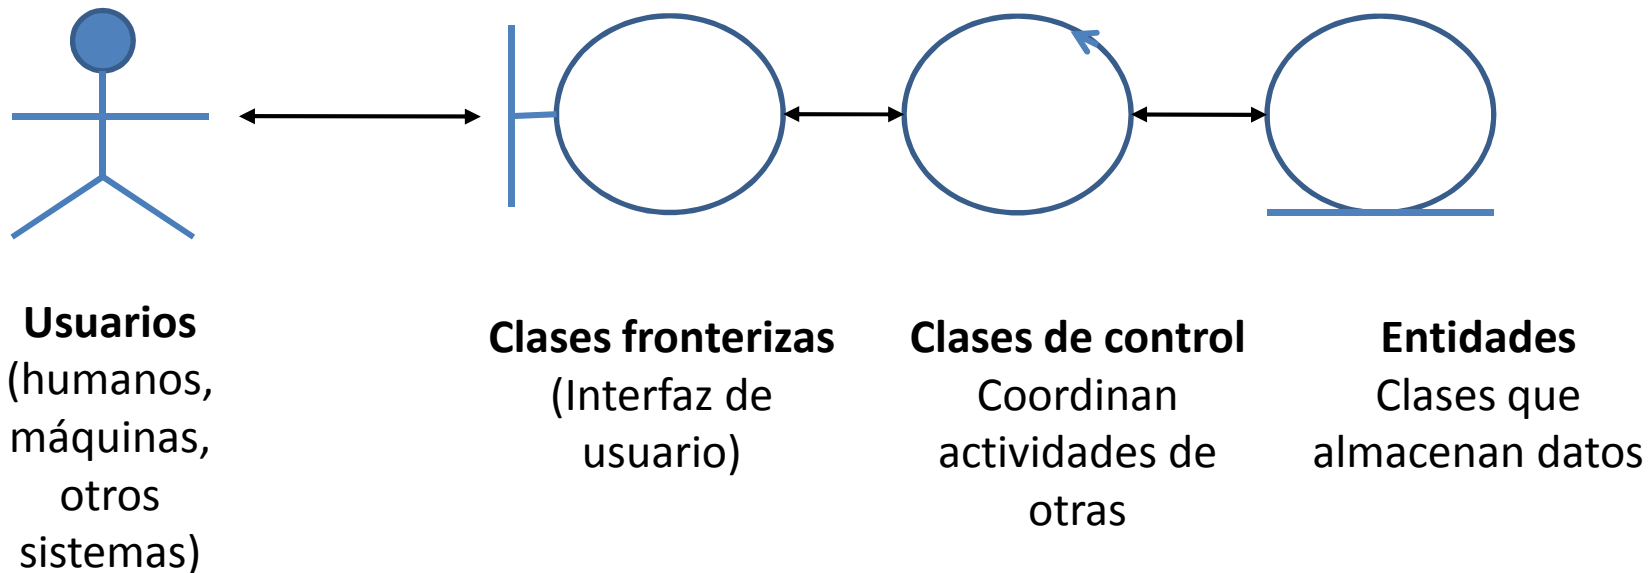 Usuarios
(humanos,
máquinas,
otros
sistemas)
Clases fronterizas
(Interfaz de
usuario)
Clases de control
Coordinan
actividades de
otras
Entidades
Clases que
almacenan datos